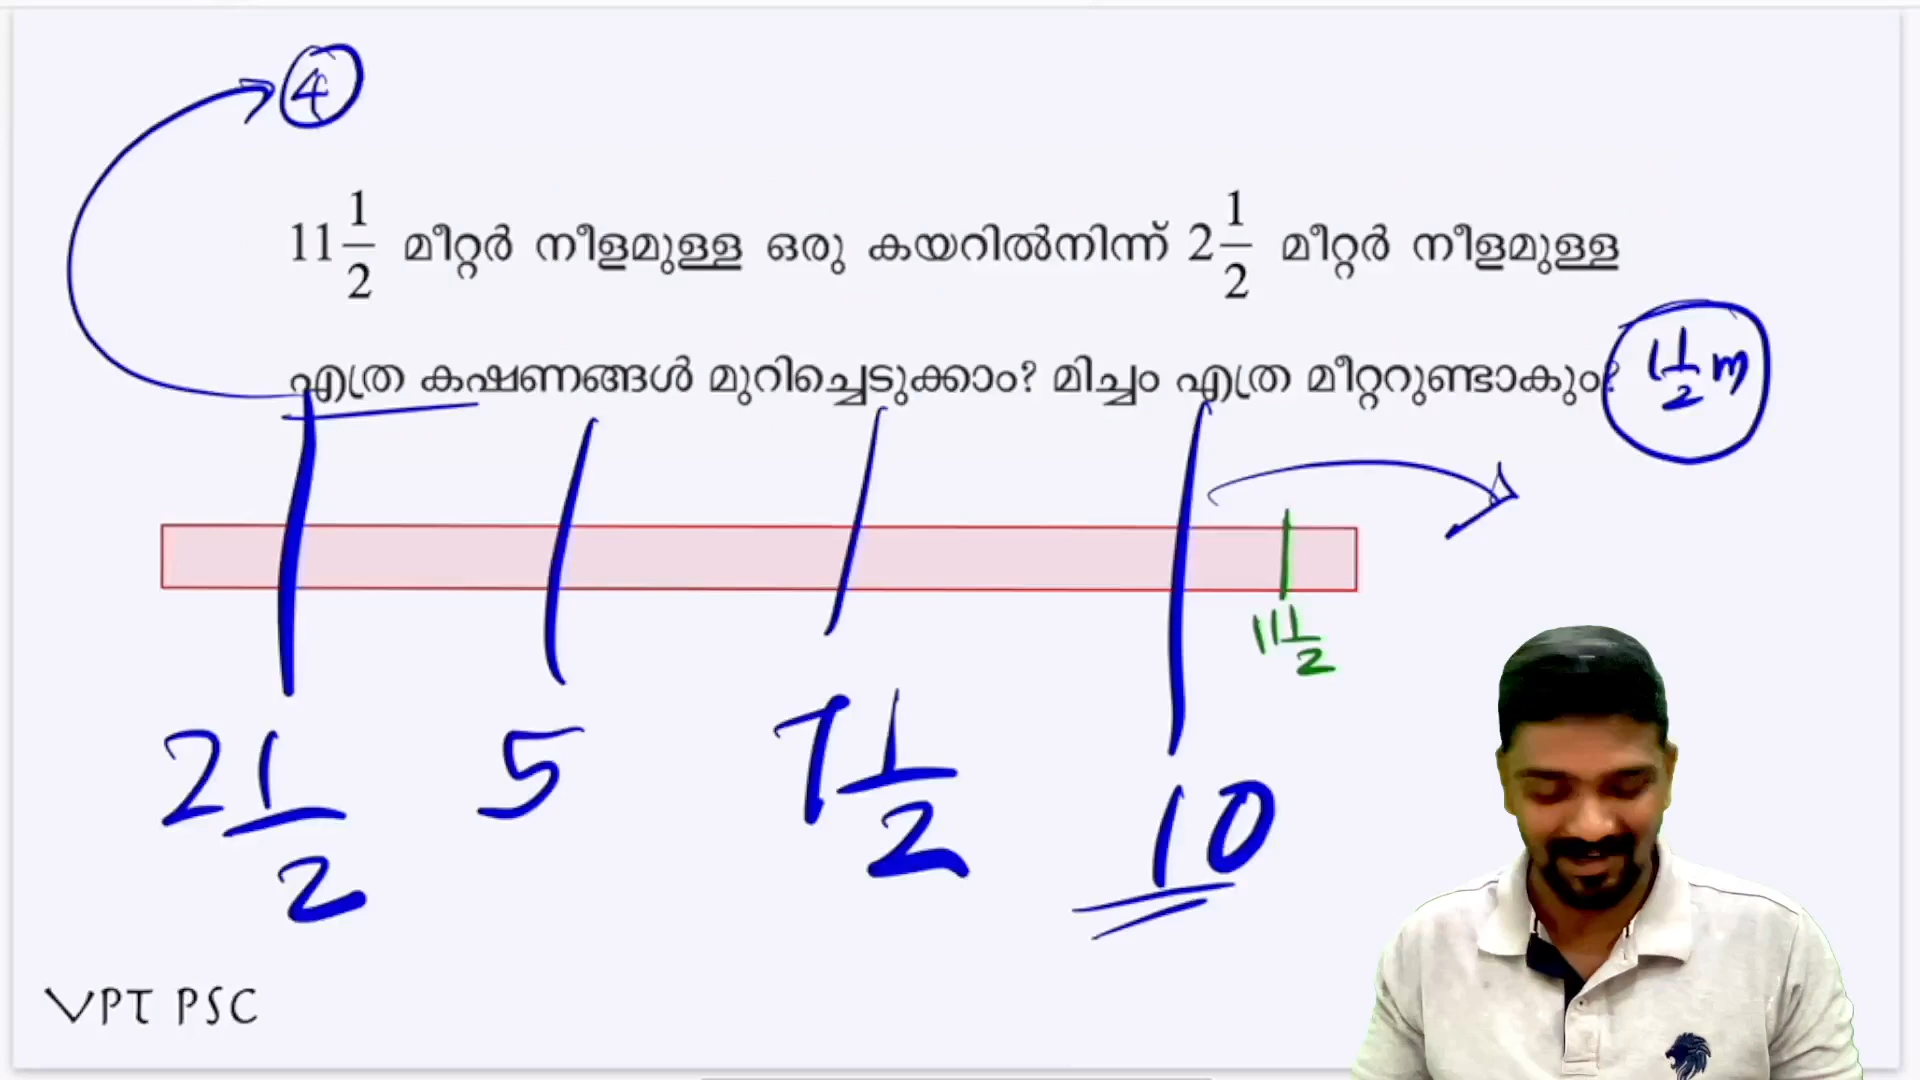 4
11 1/2 മീറ്റർ നീളമുള്ള ഒരു കയറിൽനിന്ന് 2 1/2 മീറ്റർ നീളമുള്ള
എത്ര കഷണങ്ങൾ മുറിച്ചെടുക്കാം? മിച്ചം എത്ര മീറ്ററുണ്ടാകും?
1 1/2 m
11 1/2
2 1/2 5 7 1/2 10
VPT PSC